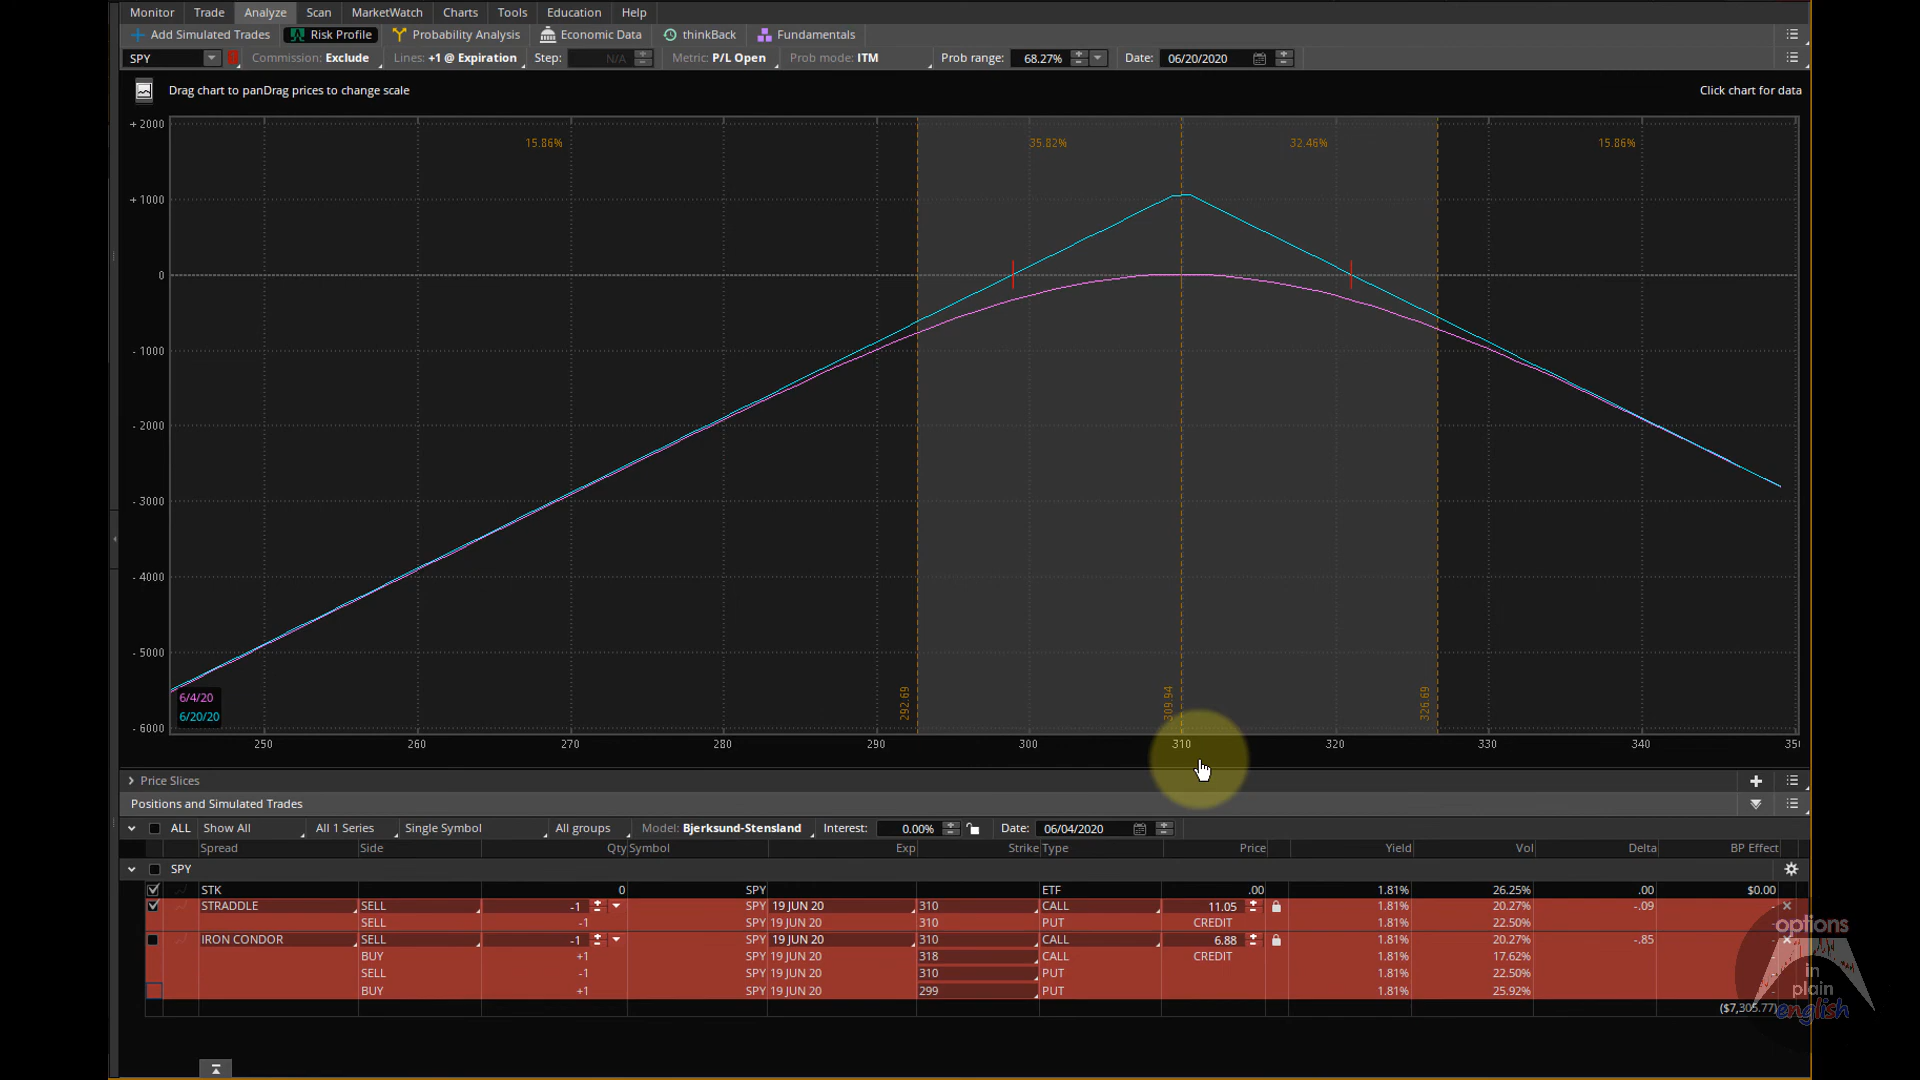 Monitor Trade Analyze Scan MarketWatch Charts Tools Education Help
Add Simulated Trades Risk Profile Probability Analysis Economic Data thinkBack Fundamentals
SPY Commission: Exclude Lines: +1 @ Expiration Step: N/A Metric: P/L Open Prob mode: ITM Prob range: 68.27% Date: 06/20/2020
Drag chart to panDrag prices to change scale Click chart for data
+ 2000
15.86% 35.82% 32.46% 15.86%
+ 1000
0
- 1000
- 2000
- 3000
- 4000
- 5000
- 6000
292.69 309.94 326.69
6/4/20
6/20/20
250 260 270 280 290 300 310 320 330 340 350
Price Slices
Positions and Simulated Trades
ALL Show All All 1 Series Single Symbol All groups Model: Bjerksund-Stensland Interest: 0.00% Date: 06/04/2020
Spread Side Qty Symbol Exp Strike Type Price Yield Vol Delta BP Effect
SPY
STK 0 SPY ETF .00 1.81% 26.25% .00 $0.00
STRADDLE SELL -1 SPY 19 JUN 20 310 CALL 11.05 1.81% 20.27% -.09 -
SELL -1 SPY 19 JUN 20 310 PUT CREDIT 1.81% 22.50%
IRON CONDOR SELL -1 SPY 19 JUN 20 310 CALL 6.88 1.81% 20.27% -.85
BUY +1 SPY 19 JUN 20 318 CALL CREDIT 1.81% 17.62%
SELL -1 SPY 19 JUN 20 310 PUT 1.81% 22.50%
BUY +1 SPY 19 JUN 20 299 PUT 1.81% 25.92%
($7,305.77)
options
in
plain
english